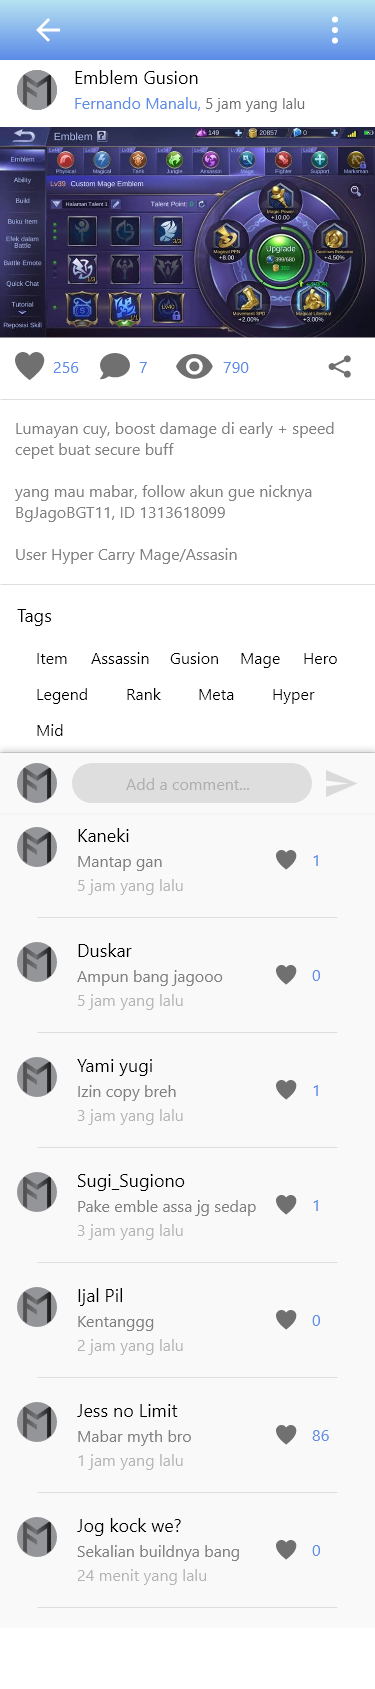 Emblem Gusion
Fernando Manalu, 5 jam yang lalu
Emblem ?
149 + 20857 0 +
Physical Magical Tank Jungle Assassin Mage Fighter Support Marksman
Emblem
Ability
Build
Buku Item
Efek dalam
Battle
Battle Emote
Quick Chat
Tutorial
Reposisi Skill
Lv39 Custom Mage Emblem
Halaman Talent 1
Talent Point: 0
3/3
1/3
Lv40
Magic Power
+10.00
Magical PEN
+8.00
+4.50%
Upgrade
399/680
Movement SPD
+2.00%
Magical Lifesteal
+3.00%
256 7 790
Lumayan cuy, boost damage di early + speed
cepet buat secure buff
yang mau mabar, follow akun gue nicknya
BgJagoBGT11, ID 1313618099
User Hyper Carry Mage/Assasin
Tags
Item Assassin Gusion Mage Hero
Legend Rank Meta Hyper
Mid
Add a comment...
Kaneki
Mantap gan
1
5 jam yang lalu
Duskar
Ampun bang jagooo
0
5 jam yang lalu
Yami yugi
Izin copy breh
1
3 jam yang lalu
Sugi_Sugiono
Pake emble assa jg sedap
1
3 jam yang lalu
Ijal Pil
Kentanggg
0
2 jam yang lalu
Jess no Limit
Mabar myth bro
86
1 jam yang lalu
Jog kock we?
Sekalian buildnya bang
0
24 menit yang lalu